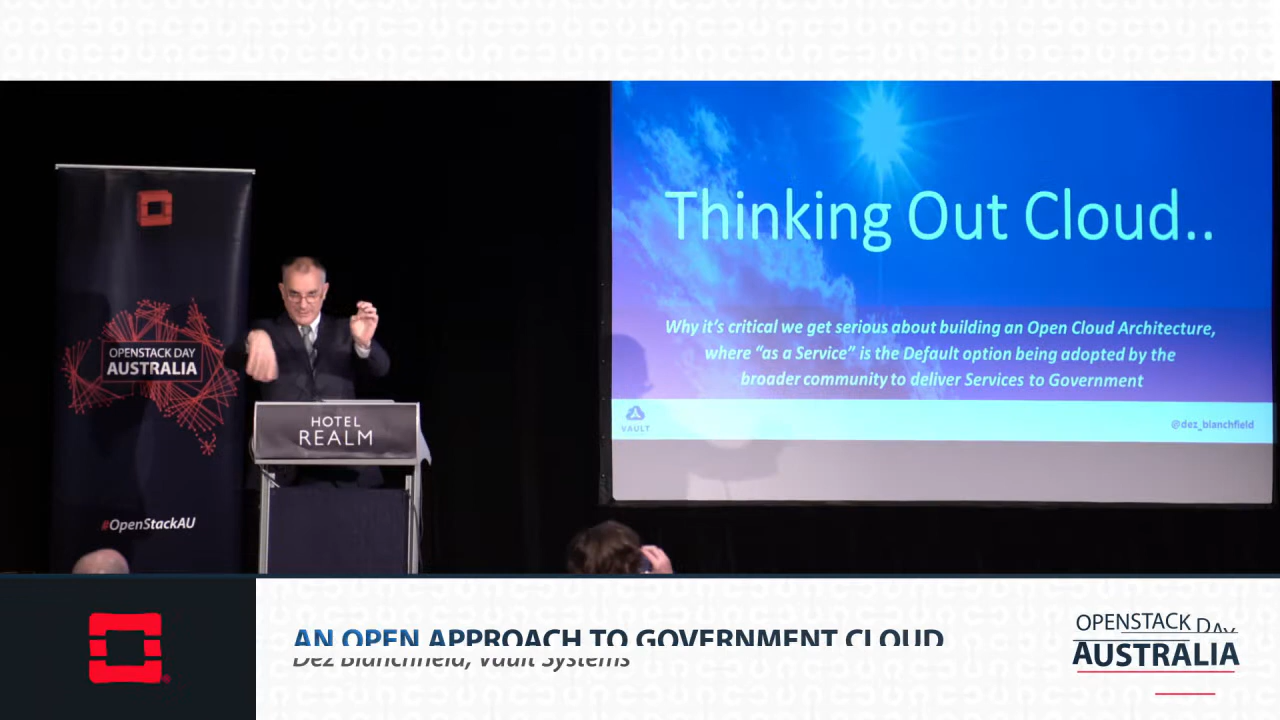 OPENSTACK DAY
AUSTRALIA
#OpenStackAU
HOTEL
REALM
Thinking Out Cloud..
Why it's critical we get serious about building an Open Cloud Architecture,
where "as a Service" is the Default option being adopted by the
broader community to deliver Services to Government
VAULT
@dez_blanchfield
AN OPEN APPROACH TO GOVERNMENT CLOUD
Dez Blanchfield, Vault Systems
OPENSTACK DAY
AUSTRALIA